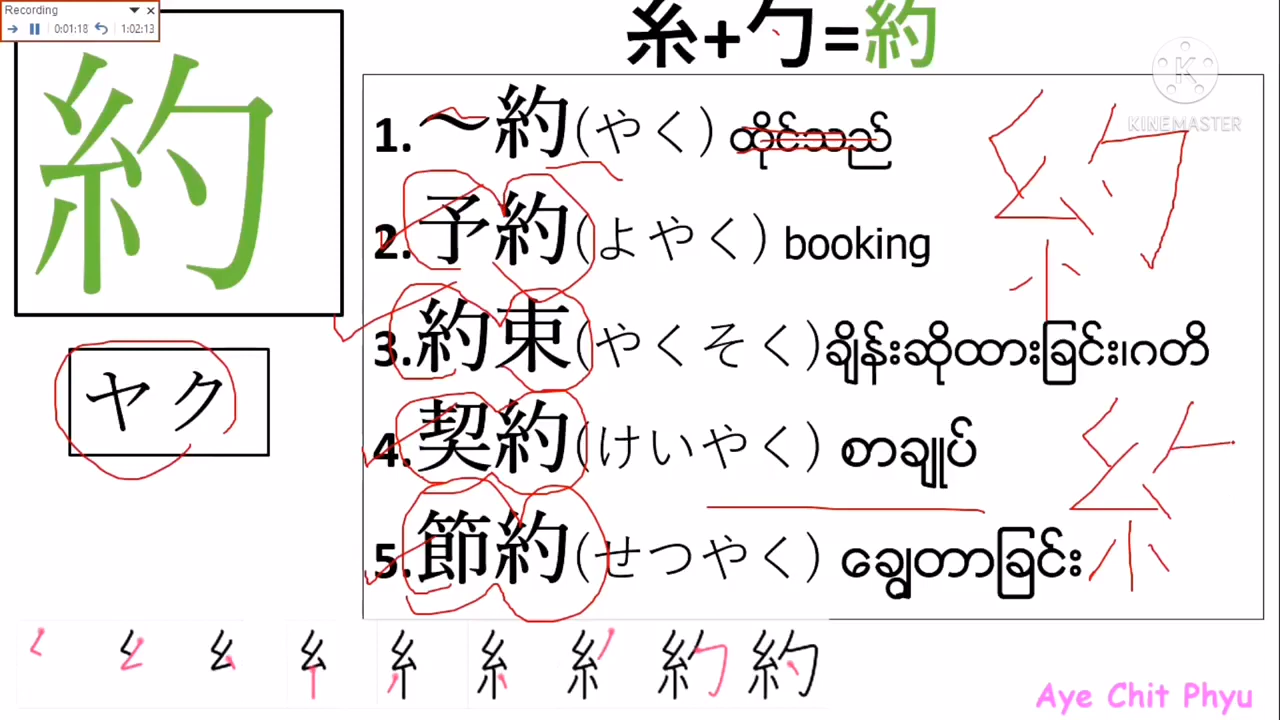 Recording
0:01:18 1:02:13
糸+勺=約
KINEMASTER
約
1.～約(やく) ထိုင်သည်
2.予約(よやく) booking
3.約束(やくそく)ချိန်းဆိုထားခြင်း၊ဂတိ
4.契約(けいやく) စာချုပ်
5.節約(せつやく) ချွေတာခြင်း
ヤク
約
Aye Chit Phyu